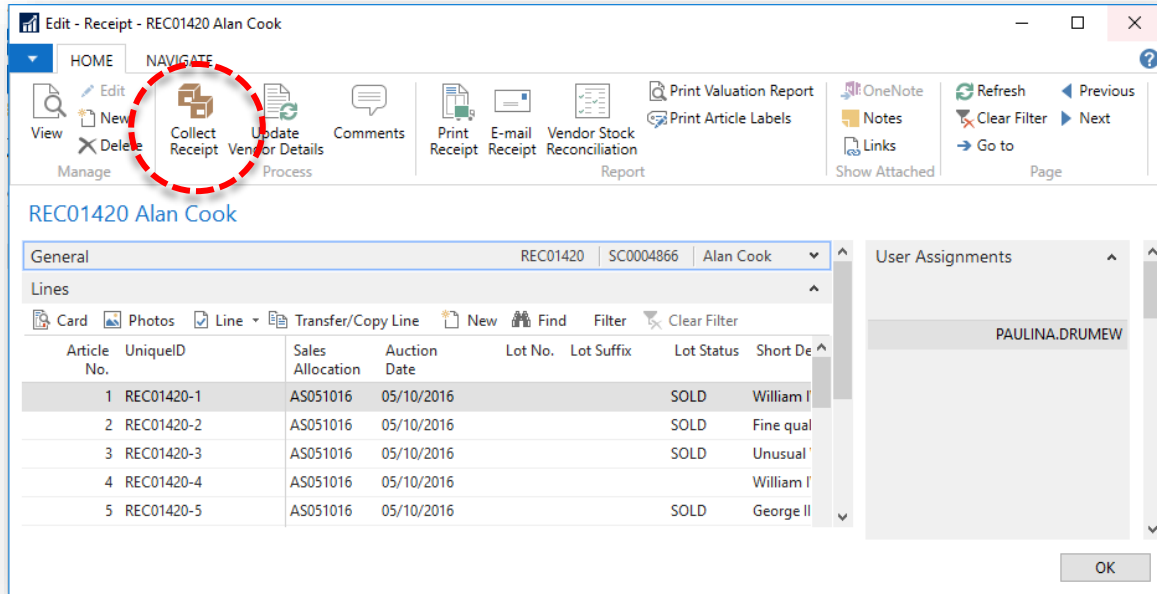 Edit - Receipt - REC01420 Alan Cook
HOME NAVIGATE
View
Edit
New
Delete
Manage
Collect
Receipt
Update
Vendor Details
Comments
Process
Print
Receipt
E-mail
Receipt
Vendor Stock
Reconciliation
Print Valuation Report
Print Article Labels
Report
OneNote
Notes
Links
Show Attached
Refresh
Clear Filter
Go to
Previous
Next
Page
REC01420 Alan Cook
General REC01420 SC0004866 Alan Cook
Lines
Card Photos Line Transfer/Copy Line New Find Filter Clear Filter
Article No. UniqueID Sales Allocation Auction Date Lot No. Lot Suffix Lot Status Short De
1 REC01420-1 AS051016 05/10/2016 SOLD William I
2 REC01420-2 AS051016 05/10/2016 SOLD Fine qual
3 REC01420-3 AS051016 05/10/2016 SOLD Unusual
4 REC01420-4 AS051016 05/10/2016 William I
5 REC01420-5 AS051016 05/10/2016 SOLD George II
User Assignments
PAULINA.DRUMEW
OK